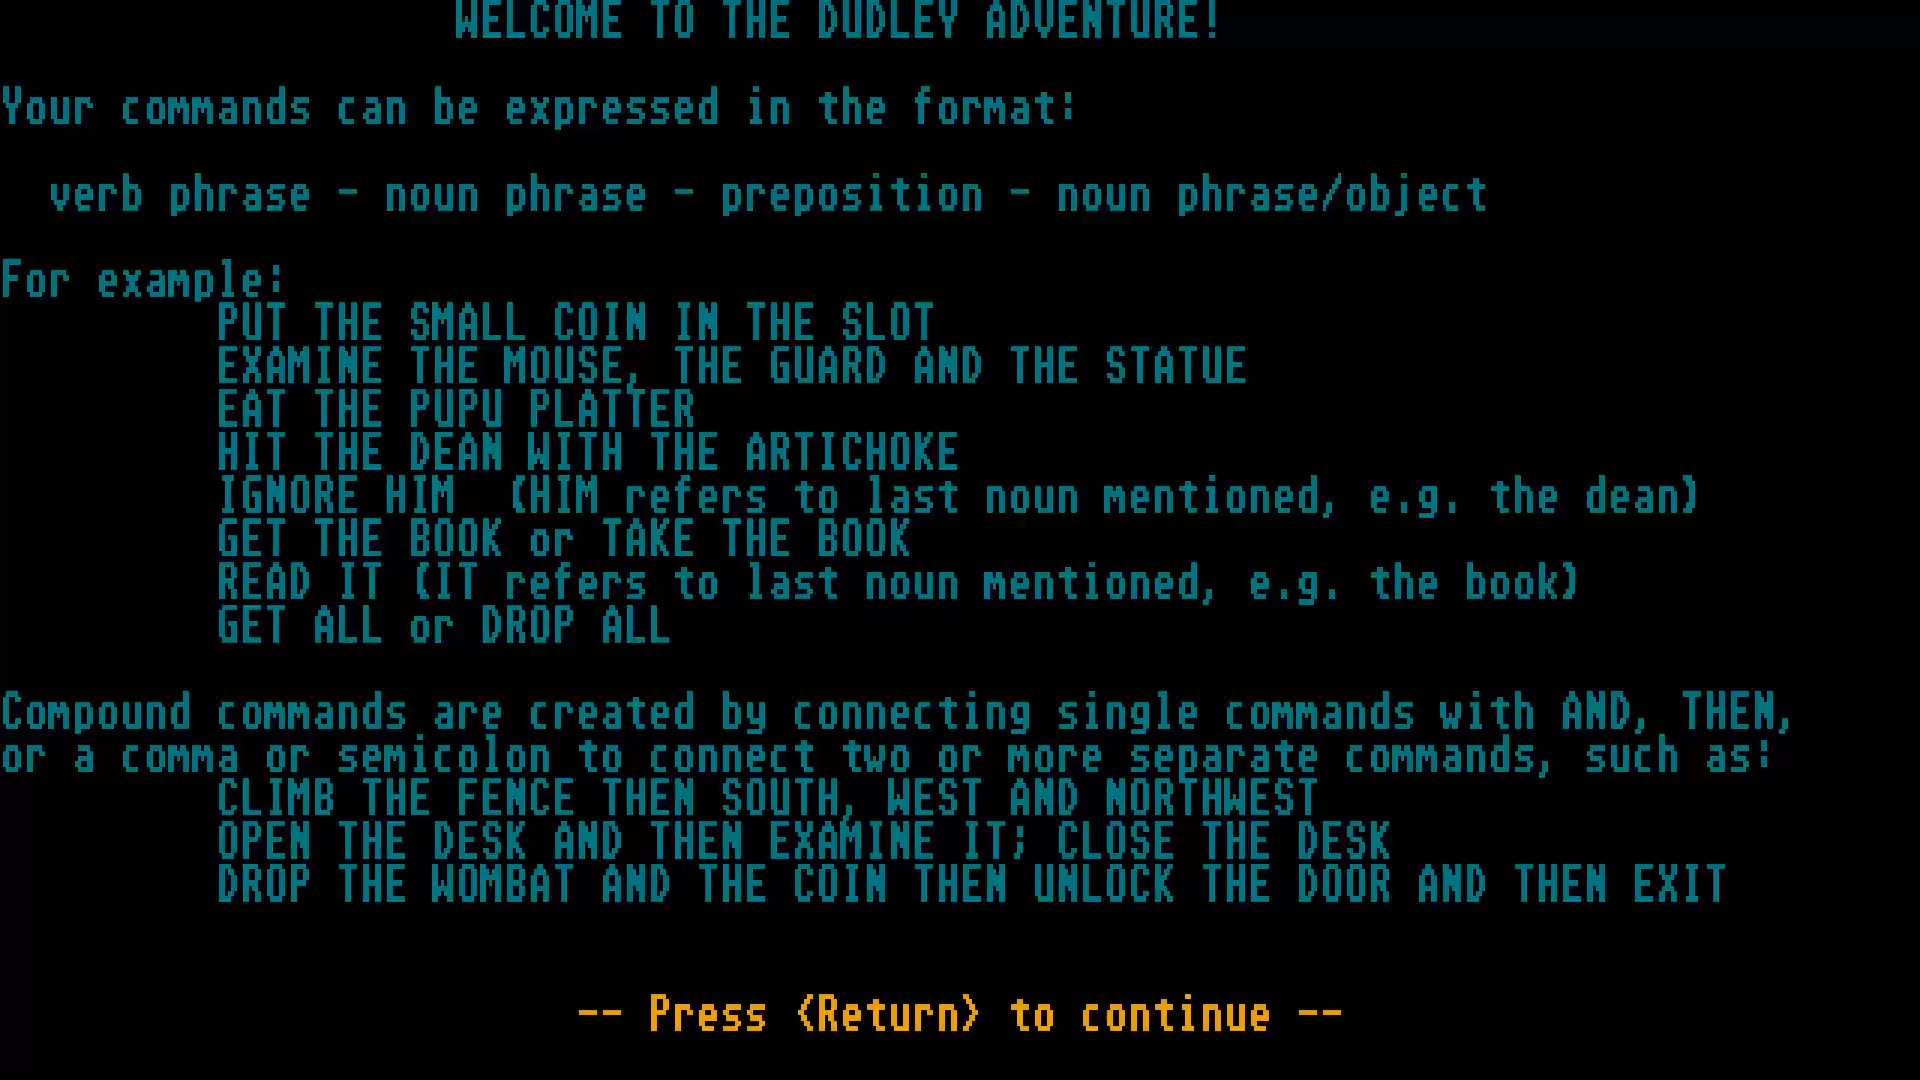 WELCOME TO THE DUDLEY ADVENTURE!
Your commands can be expressed in the format:
verb phrase - noun phrase - preposition - noun phrase/object
For example:
PUT THE SMALL COIN IN THE SLOT
EXAMINE THE MOUSE, THE GUARD AND THE STATUE
EAT THE PUPU PLATTER
HIT THE DEAN WITH THE ARTICHOKE
IGNORE HIM  (HIM refers to last noun mentioned, e.g. the dean)
GET THE BOOK or TAKE THE BOOK
READ IT (IT refers to last noun mentioned, e.g. the book)
GET ALL or DROP ALL
Compound commands are created by connecting single commands with AND, THEN,
or a comma or semicolon to connect two or more separate commands, such as:
CLIMB THE FENCE THEN SOUTH, WEST AND NORTHWEST
OPEN THE DESK AND THEN EXAMINE IT; CLOSE THE DESK
DROP THE WOMBAT AND THE COIN THEN UNLOCK THE DOOR AND THEN EXIT
-- Press <Return> to continue --